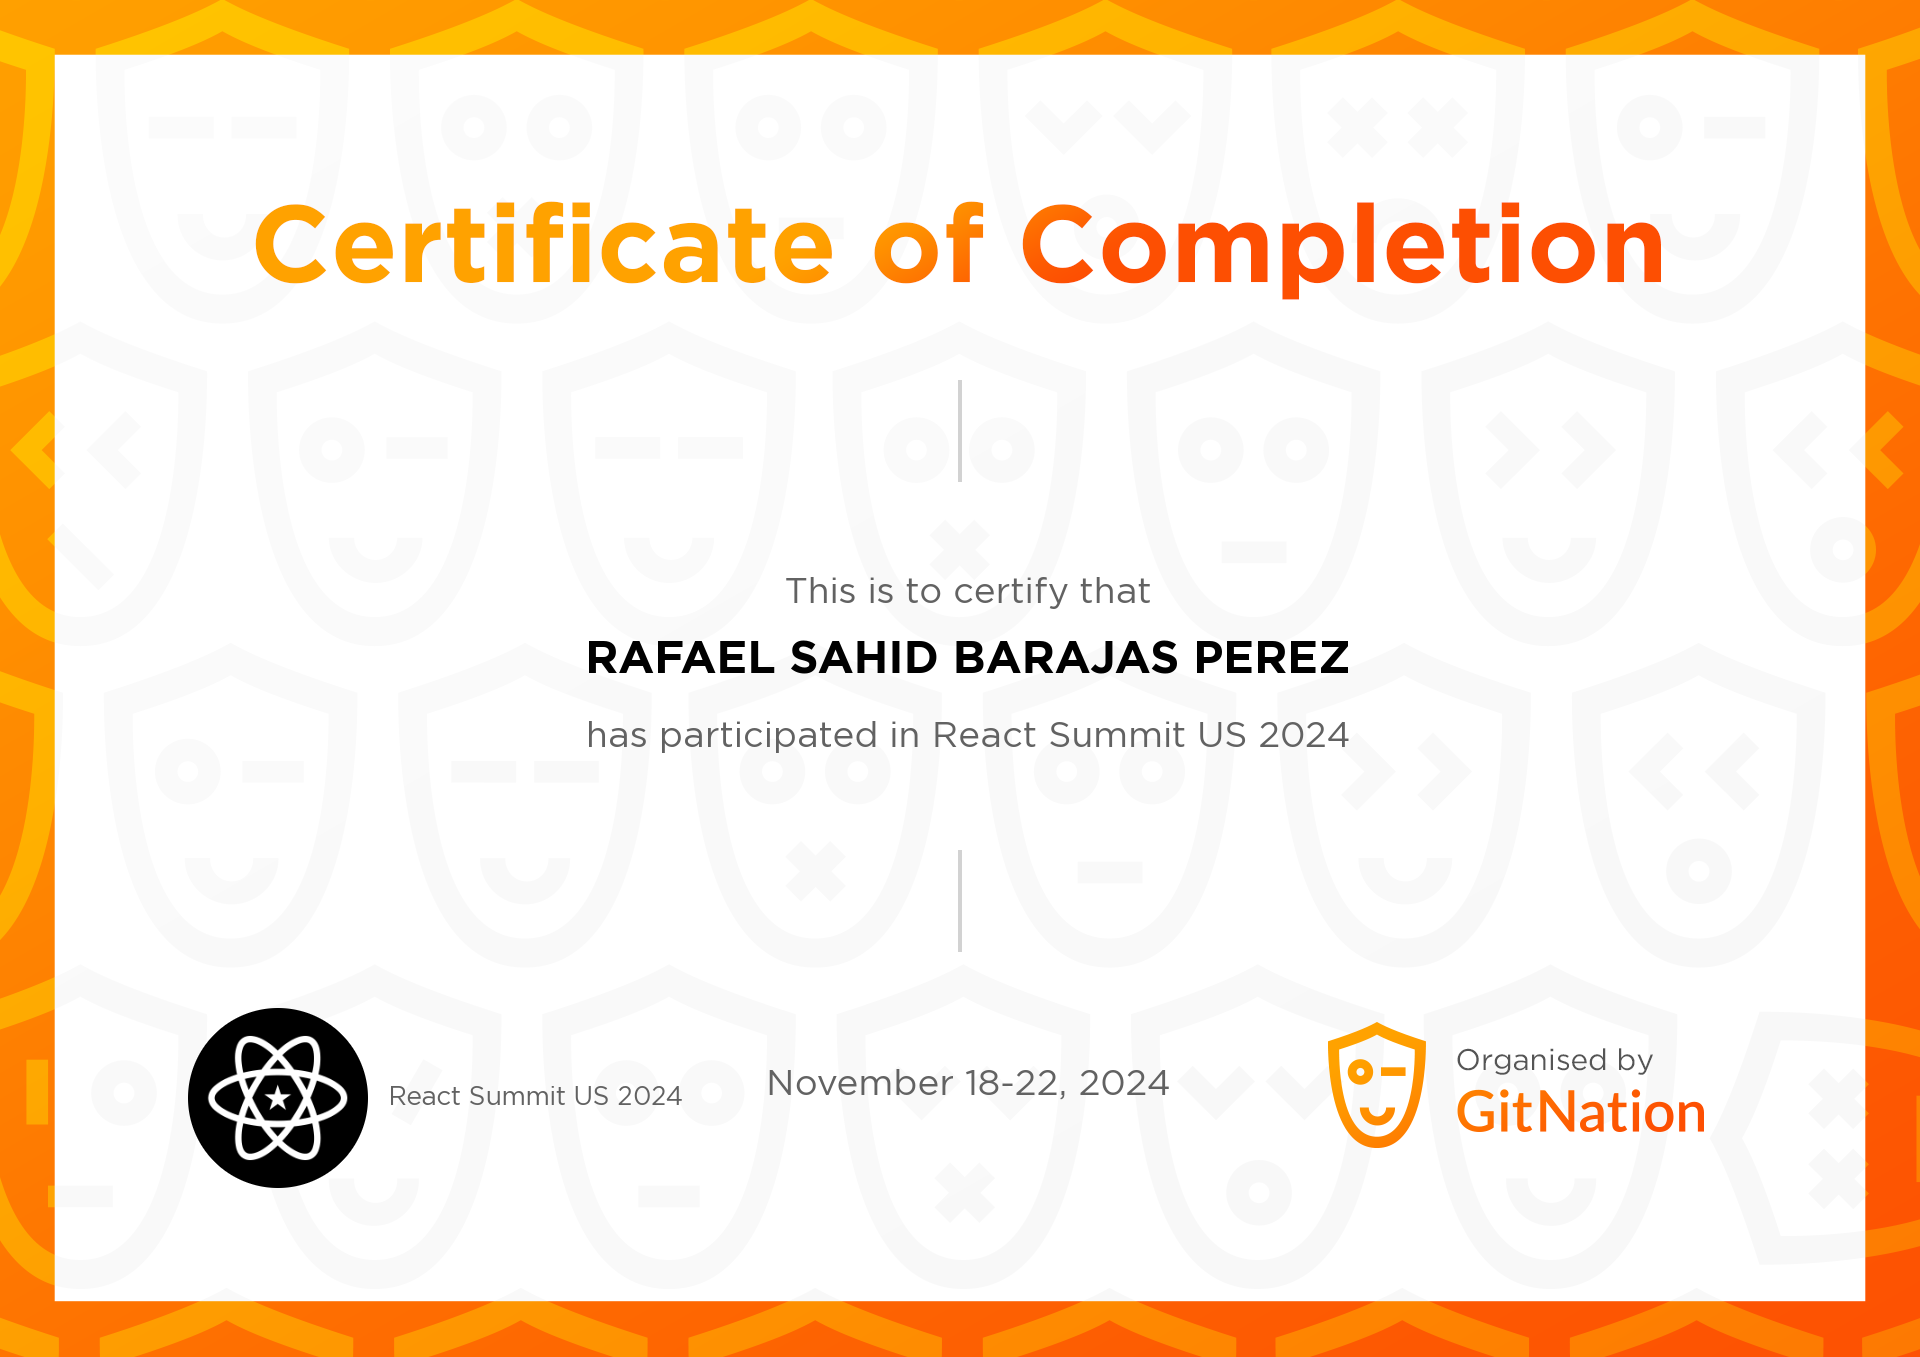 Certificate of Completion
This is to certify that
RAFAEL SAHID BARAJAS PEREZ
has participated in React Summit US 2024
React Summit US 2024
November 18-22, 2024
Organised by
GitNation